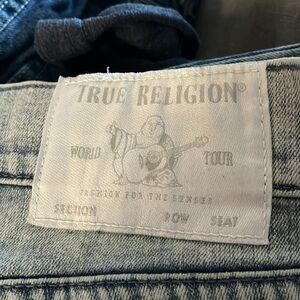 TRUE RELIGION®
WORLD TOUR
FASHION FOR THE SENSES
SECTION ROW SEAT